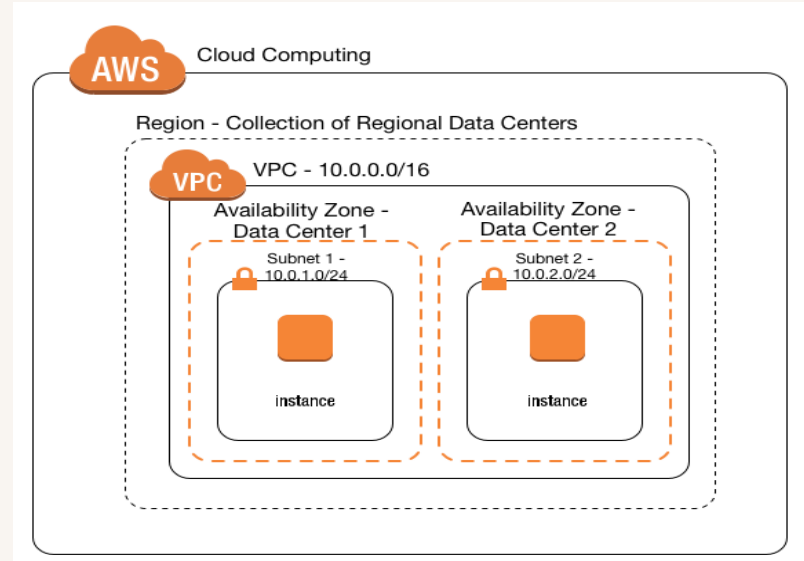 AWS
Cloud Computing
Region - Collection of Regional Data Centers
VPC
VPC - 10.0.0.0/16
Availability Zone -
Data Center 1
Subnet 1 -
10.0.1.0/24
instance
Availability Zone -
Data Center 2
Subnet 2 -
10.0.2.0/24
instance